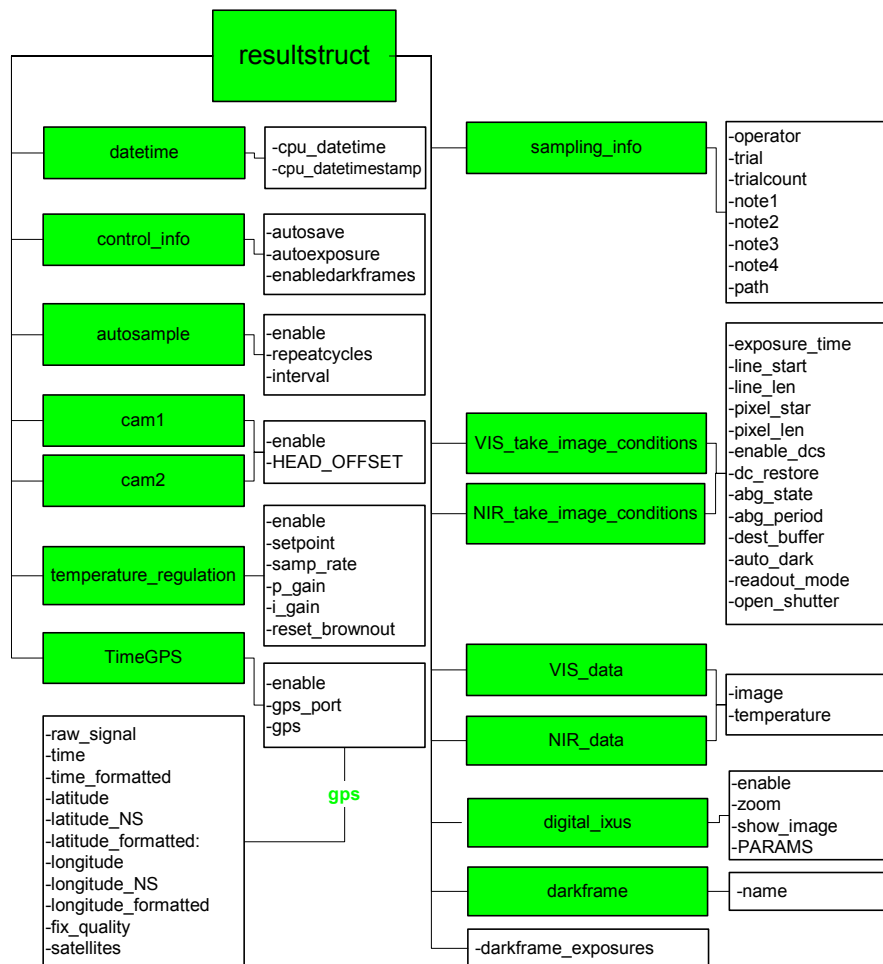 resultstruct
datetime
-cpu_datetime
-cpu_datetimestamp
control_info
-autosave
-autoexposure
-enabledarkframes
autosample
-enable
-repeatcycles
-interval
cam1
cam2
-enable
-HEAD_OFFSET
temperature_regulation
-enable
-setpoint
-samp_rate
-p_gain
-i_gain
-reset_brownout
TimeGPS
-enable
-gps_port
-gps
gps
-raw_signal
-time
-time_formatted
-latitude
-latitude_NS
-latitude_formatted:
-longitude
-longitude_NS
-longitude_formatted
-fix_quality
-satellites
sampling_info
-operator
-trial
-trialcount
-note1
-note2
-note3
-note4
-path
VIS_take_image_conditions
NIR_take_image_conditions
-exposure_time
-line_start
-line_len
-pixel_star
-pixel_len
-enable_dcs
-dc_restore
-abg_state
-abg_period
-dest_buffer
-auto_dark
-readout_mode
-open_shutter
VIS_data
NIR_data
-image
-temperature
digital_ixus
-enable
-zoom
-show_image
-PARAMS
darkframe
-name
-darkframe_exposures